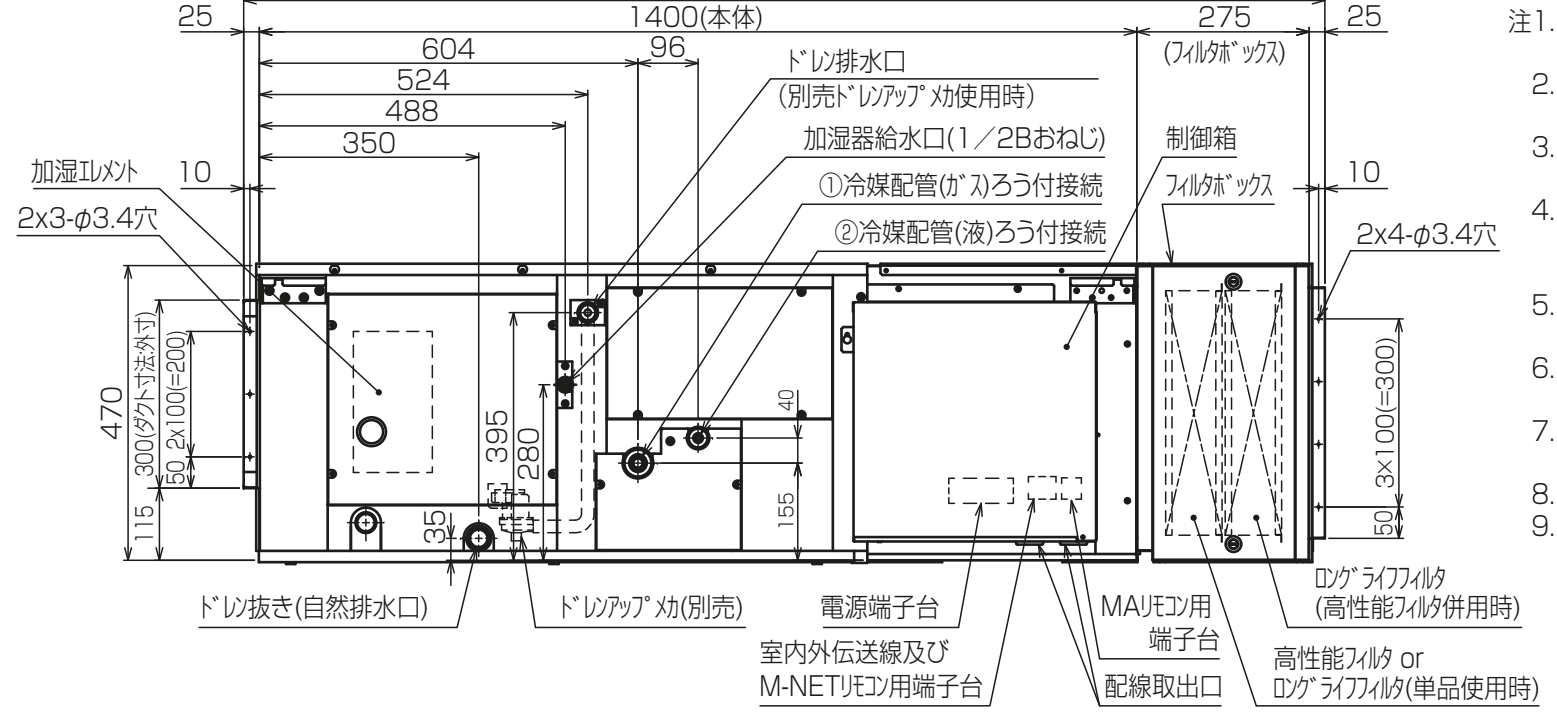 25
1400(本体)
275
25
(フィルタボックス)
注1.
2.
3.
4.
5.
6.
7.
8.
9.
604
96
524
488
350
ドレン排水口
(別売ドレンアップメカ使用時)
加湿器給水口(1/2Bおねじ)
①冷媒配管(ガス)ろう付接続
②冷媒配管(液)ろう付接続
制御箱
フィルタボックス
10
2x4-φ3.4穴
加湿エレメント
10
2x3-φ3.4穴
470
300(ダクト寸法:外寸)
2x100(=200)
50
115
395
280
35
40
155
3x100(=300)
50
ドレン抜き(自然排水口)
ドレンアップメカ(別売)
電源端子台
室内外伝送線及び
M-NETリモコン用端子台
MAリモコン用
端子台
配線取出口
ロングライフフィルタ
(高性能フィルタ併用時)
高性能フィルタ or
ロングライフフィルタ(単品使用時)